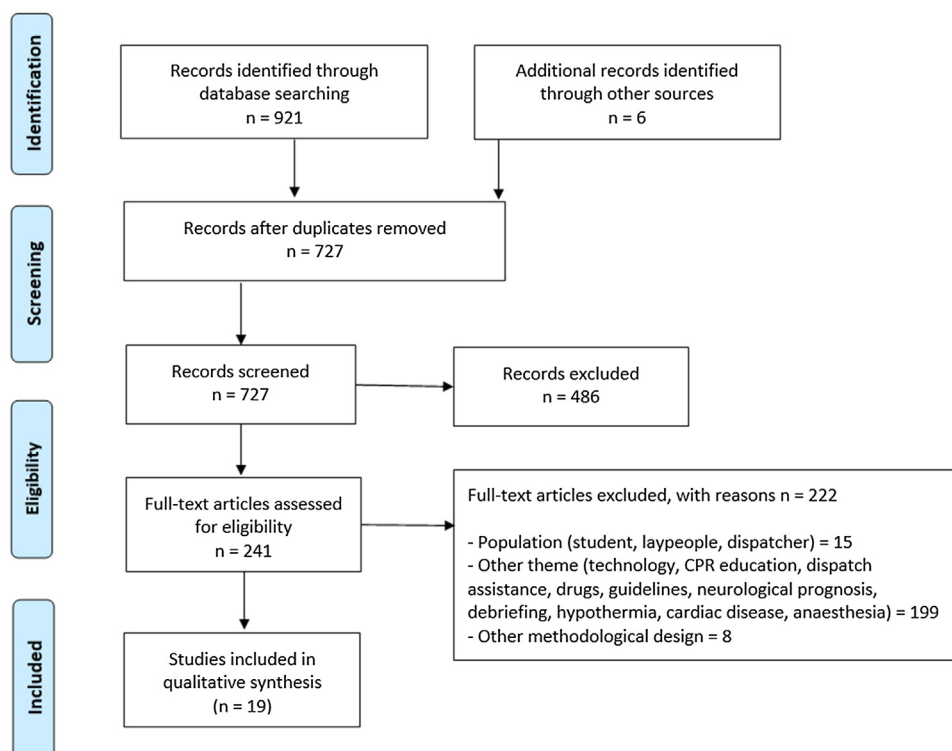 Identification
Records identified through
database searching
n = 921
Additional records identified
through other sources
n = 6
Screening
Records after duplicates removed
n = 727
Records screened
n = 727
Records excluded
n = 486
Eligibility
Full-text articles assessed
for eligibility
n = 241
Full-text articles excluded, with reasons n = 222
- Population (student, laypeople, dispatcher) = 15
- Other theme (technology, CPR education, dispatch
assistance, drugs, guidelines, neurological prognosis,
debriefing, hypothermia, cardiac disease, anaesthesia) = 199
- Other methodological design = 8
Included
Studies included in
qualitative synthesis
(n = 19)